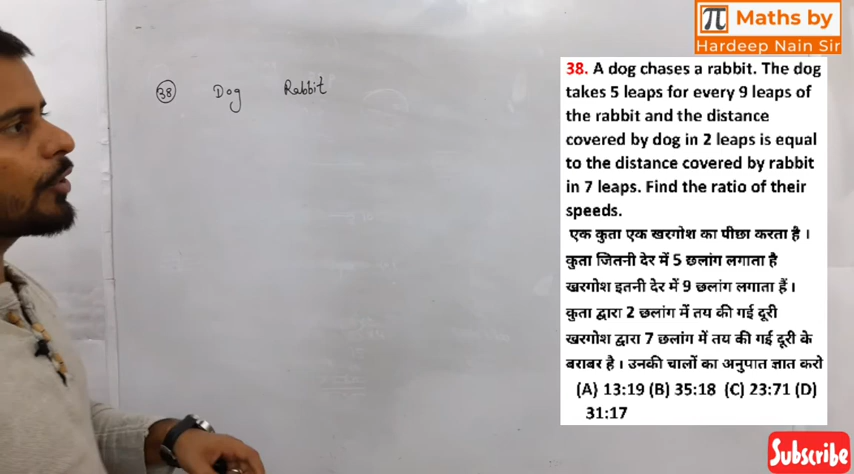 Maths by
Hardeep Nain Sir
38 Dog Rabbit
38. A dog chases a rabbit. The dog
takes 5 leaps for every 9 leaps of
the rabbit and the distance
covered by dog in 2 leaps is equal
to the distance covered by rabbit
in 7 leaps. Find the ratio of their
speeds.
एक कुता एक खरगोश का पीछा करता है ।
कुता जितनी देर में 5 छलांग लगाता है
खरगोश इतनी देर में 9 छलांग लगाता हैं ।
कुता द्वारा 2 छलांग में तय की गई दूरी
खरगोश द्वारा 7 छलांग में तय की गई दूरी के
बराबर है । उनकी चालों का अनुपात ज्ञात करो
(A) 13:19 (B) 35:18 (C) 23:71 (D)
31:17
Subscribe